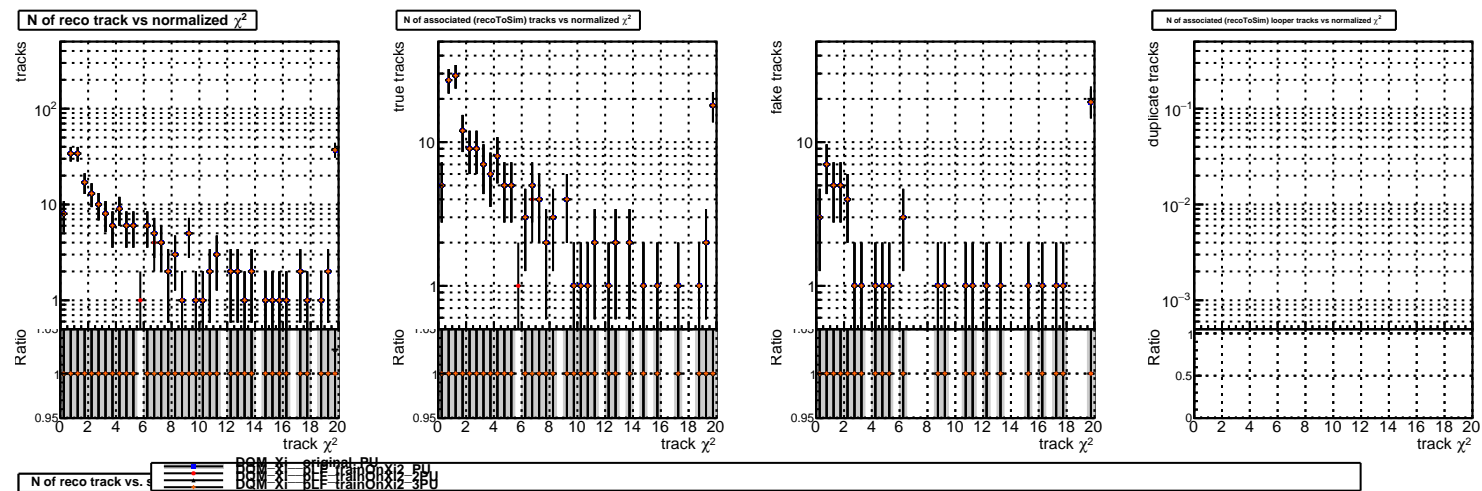 N of reco track vs normalized χ²
N of associated (recoToSim) tracks vs normalized χ²
N of associated (recoToSim) looper tracks vs normalized χ²
tracks
10²
10
1
Ratio
1
0.95
0 2 4 6 8 10 12 14 16 18 20
track χ²
true tracks
10
1
Ratio
1
0.95
0 2 4 6 8 10 12 14 16 18 20
track χ²
fake tracks
10
1
Ratio
1
0.95
0 2 4 6 8 10 12 14 16 18 20
track χ²
duplicate tracks
10⁻¹
10⁻²
10⁻³
Ratio
1
0.5
0
0 2 4 6 8 10 12 14 16 18 20
track χ²
N of reco track vs.
DQM_Xi__original_PU
DQM_Xi__pLF_trainOnXi2_PU
DQM_Xi__pLF_trainOnXi2_2PU
DQM_Xi__pLF_trainOnXi2_3PU